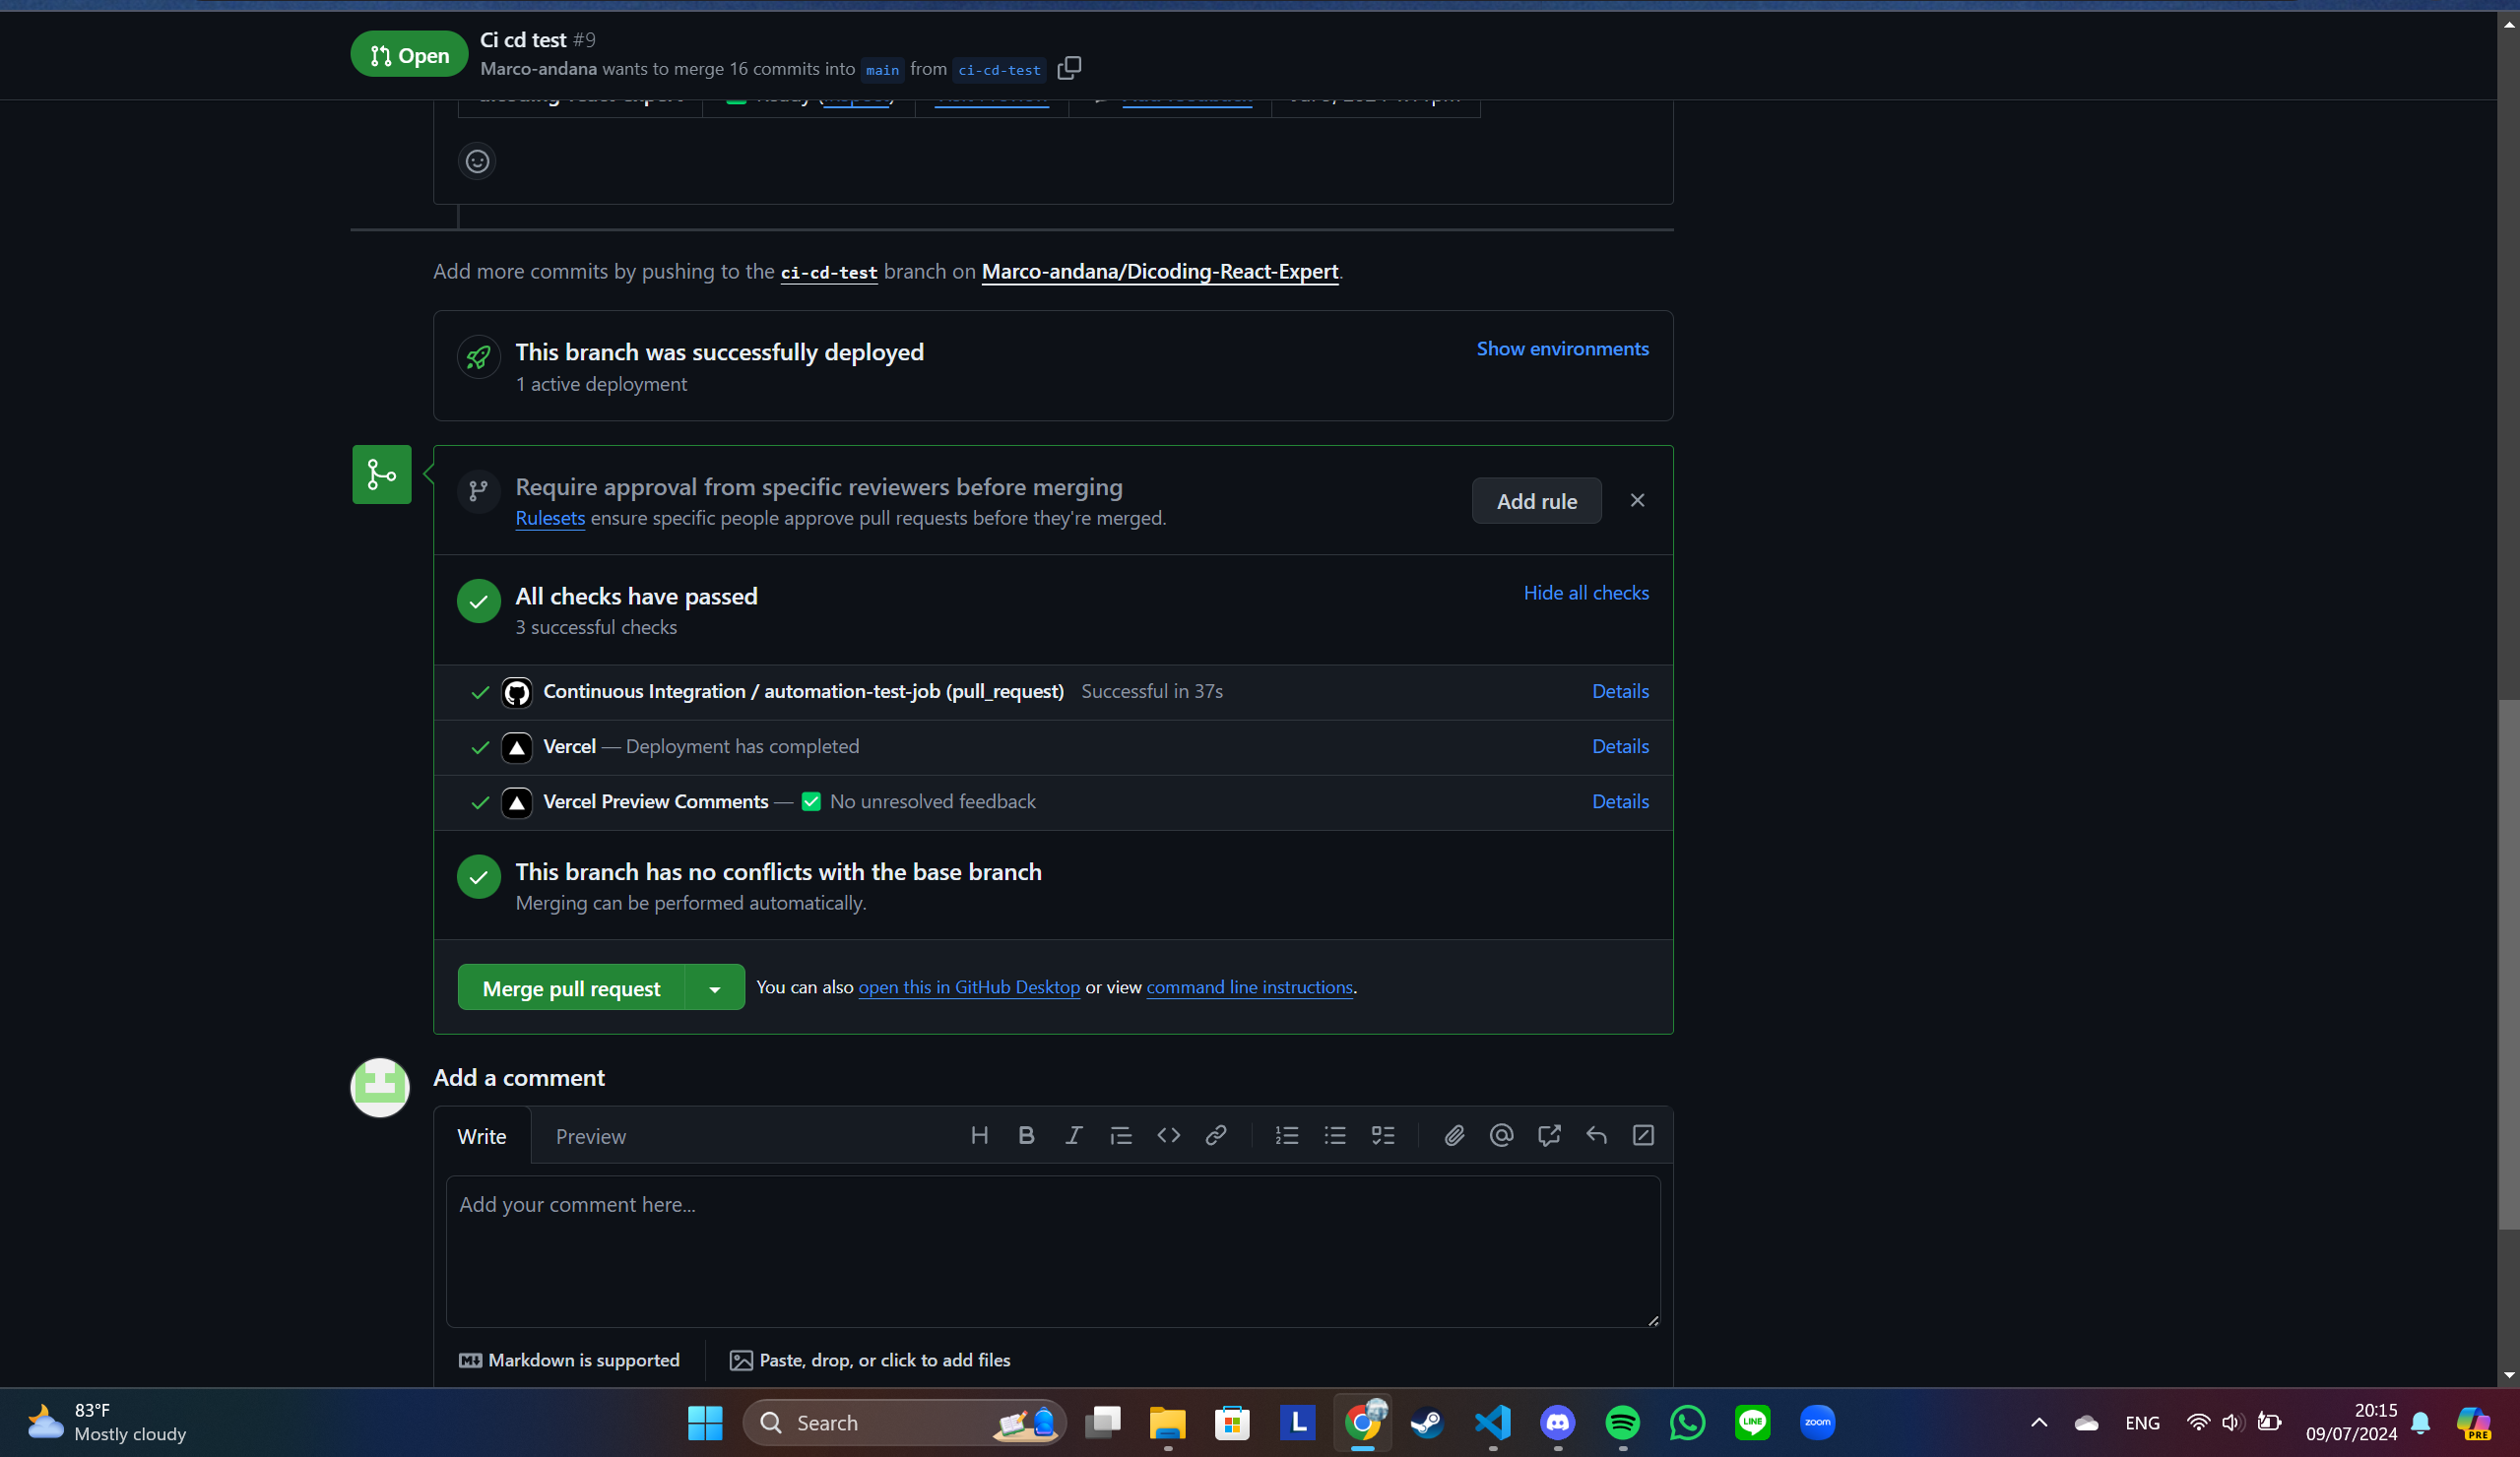 Open
Ci cd test #9
Marco-andana wants to merge 16 commits into main from ci-cd-test
Add more commits by pushing to the ci-cd-test branch on Marco-andana/Dicoding-React-Expert.
This branch was successfully deployed
Show environments
1 active deployment
Require approval from specific reviewers before merging
Rulesets ensure specific people approve pull requests before they're merged.
Add rule
All checks have passed
Hide all checks
3 successful checks
Continuous Integration / automation-test-job (pull_request) Successful in 37s
Details
Vercel — Deployment has completed
Details
Vercel Preview Comments — ✅ No unresolved feedback
Details
This branch has no conflicts with the base branch
Merging can be performed automatically.
Merge pull request
You can also open this in GitHub Desktop or view command line instructions.
Add a comment
Write
Preview
Add your comment here...
Markdown is supported
Paste, drop, or click to add files
83°F
Mostly cloudy
Search
L
LINE
zoom
ENG
20:15
09/07/2024
PRE